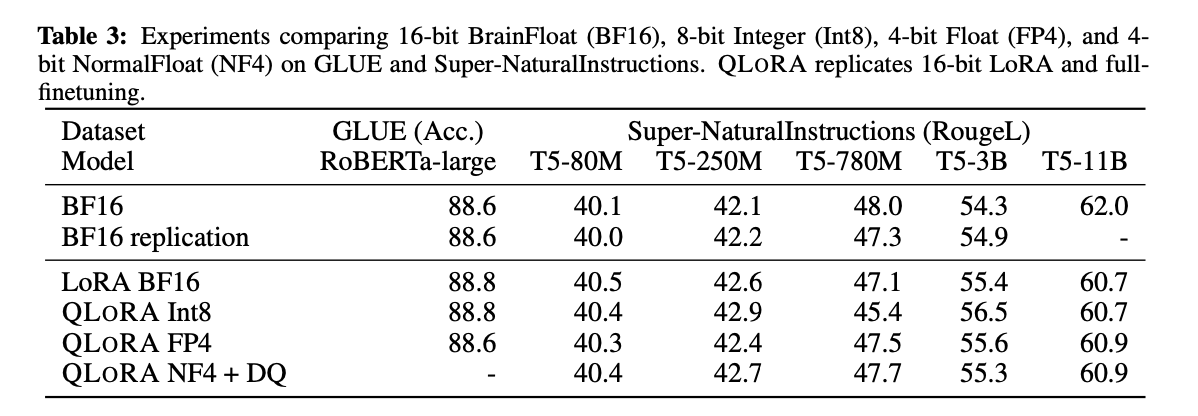 Table 3: Experiments comparing 16-bit BrainFloat (BF16), 8-bit Integer (Int8), 4-bit Float (FP4), and 4-
bit NormalFloat (NF4) on GLUE and Super-NaturalInstructions. QLORA replicates 16-bit LoRA and full-
finetuning.
Dataset GLUE (Acc.) Super-NaturalInstructions (RougeL)
Model RoBERTa-large T5-80M T5-250M T5-780M T5-3B T5-11B
BF16 88.6 40.1 42.1 48.0 54.3 62.0
BF16 replication 88.6 40.0 42.2 47.3 54.9 -
LoRA BF16 88.8 40.5 42.6 47.1 55.4 60.7
QLORA Int8 88.8 40.4 42.9 45.4 56.5 60.7
QLORA FP4 88.6 40.3 42.4 47.5 55.6 60.9
QLORA NF4 + DQ - 40.4 42.7 47.7 55.3 60.9